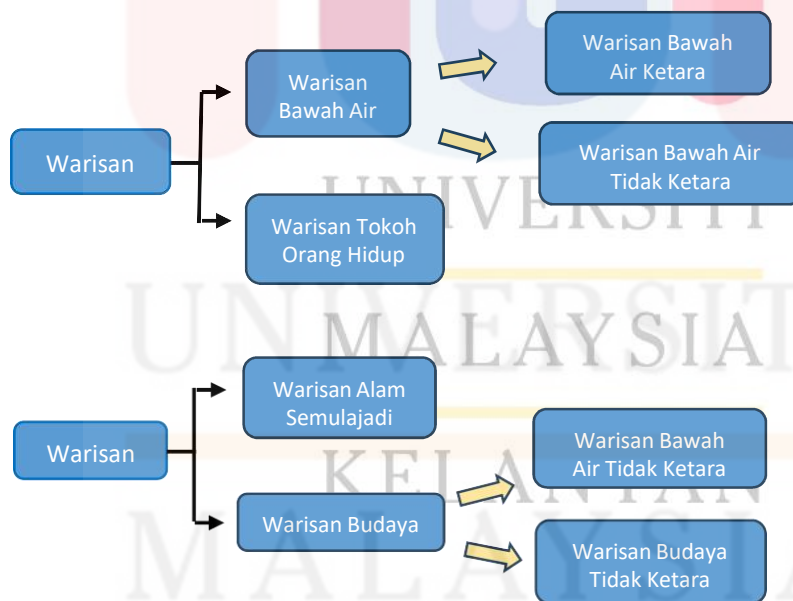 Warisan
Warisan
Bawah Air
Warisan Bawah
Air Ketara
Warisan Bawah Air
Tidak Ketara
Warisan Tokoh
Orang Hidup
Warisan
Warisan Alam
Semulajadi
Warisan Budaya
Warisan Bawah
Air Tidak Ketara
Warisan Budaya
Tidak Ketara
UNIVERSITI
MALAYSIA
KELANTAN
UNIVERSIT
MALAYSIA